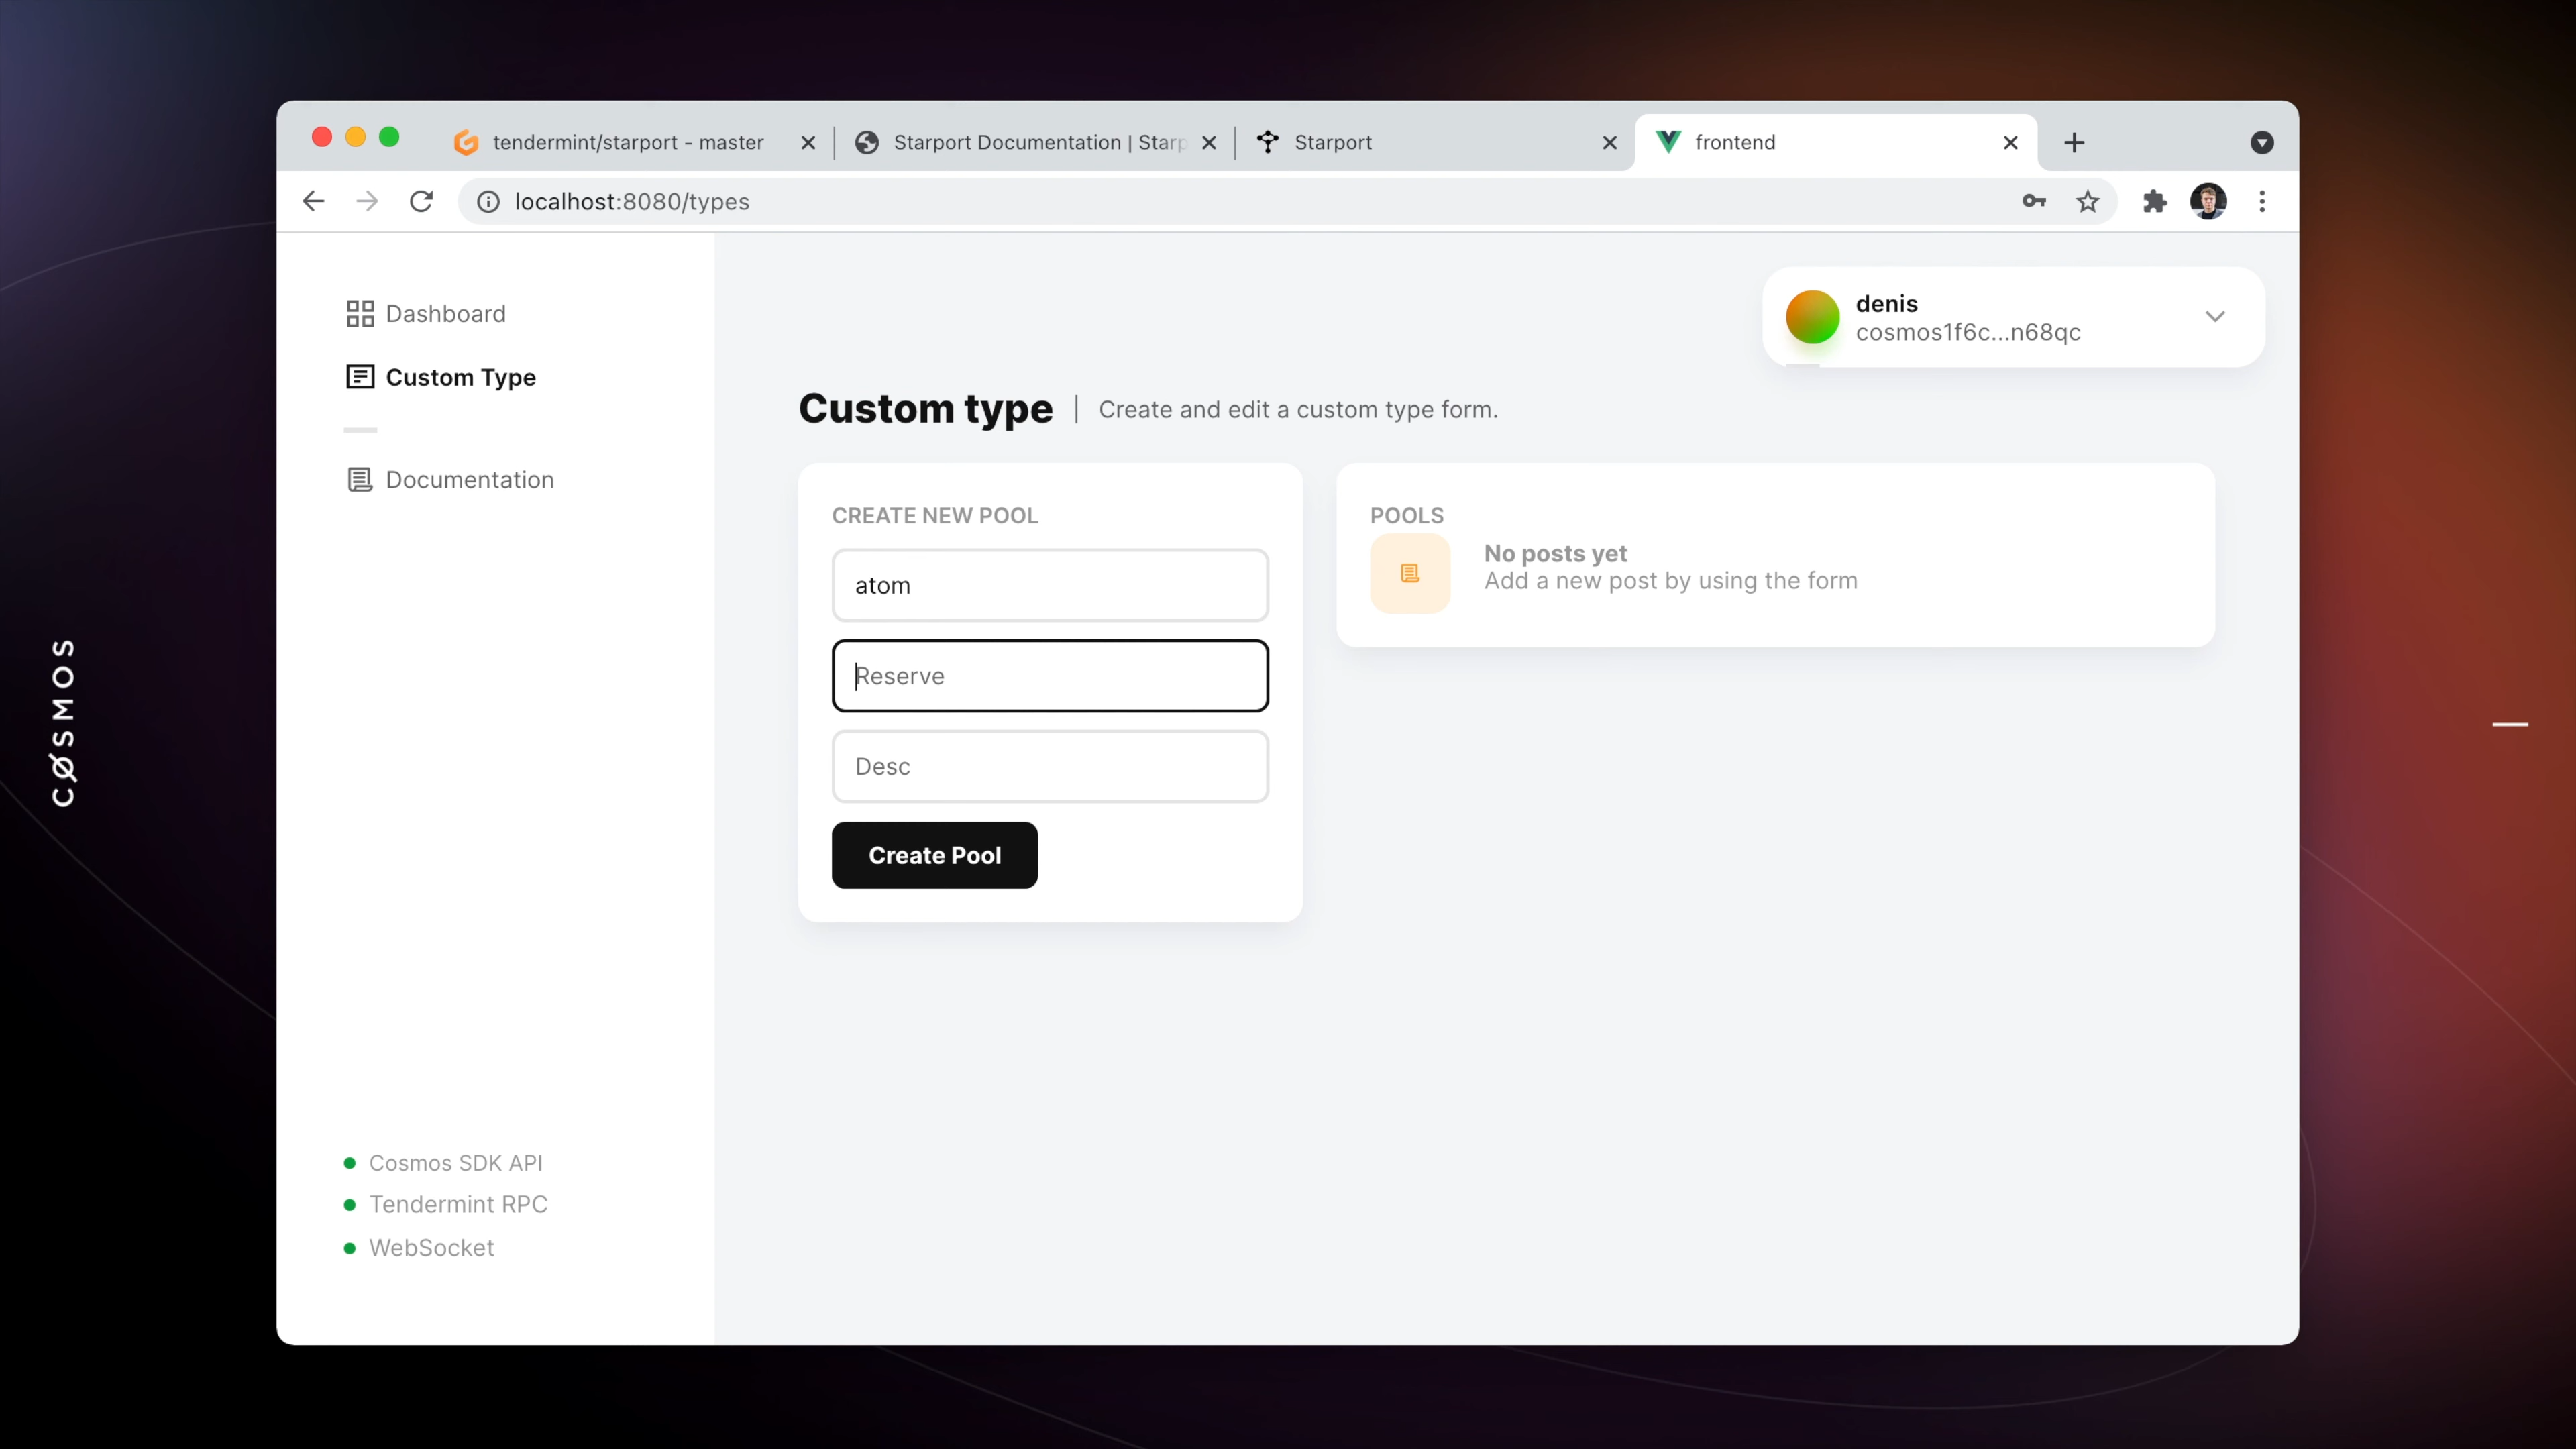 tendermint/starport - master
Starport Documentation | Starp
Starport
frontend
localhost:8080/types
Dashboard
Custom Type
Documentation
denis
cosmos1f6c...n68qc
Custom type | Create and edit a custom type form.
CREATE NEW POOL
atom
Reserve
Desc
Create Pool
POOLS
No posts yet
Add a new post by using the form
Cosmos SDK API
Tendermint RPC
WebSocket
CØSMOS